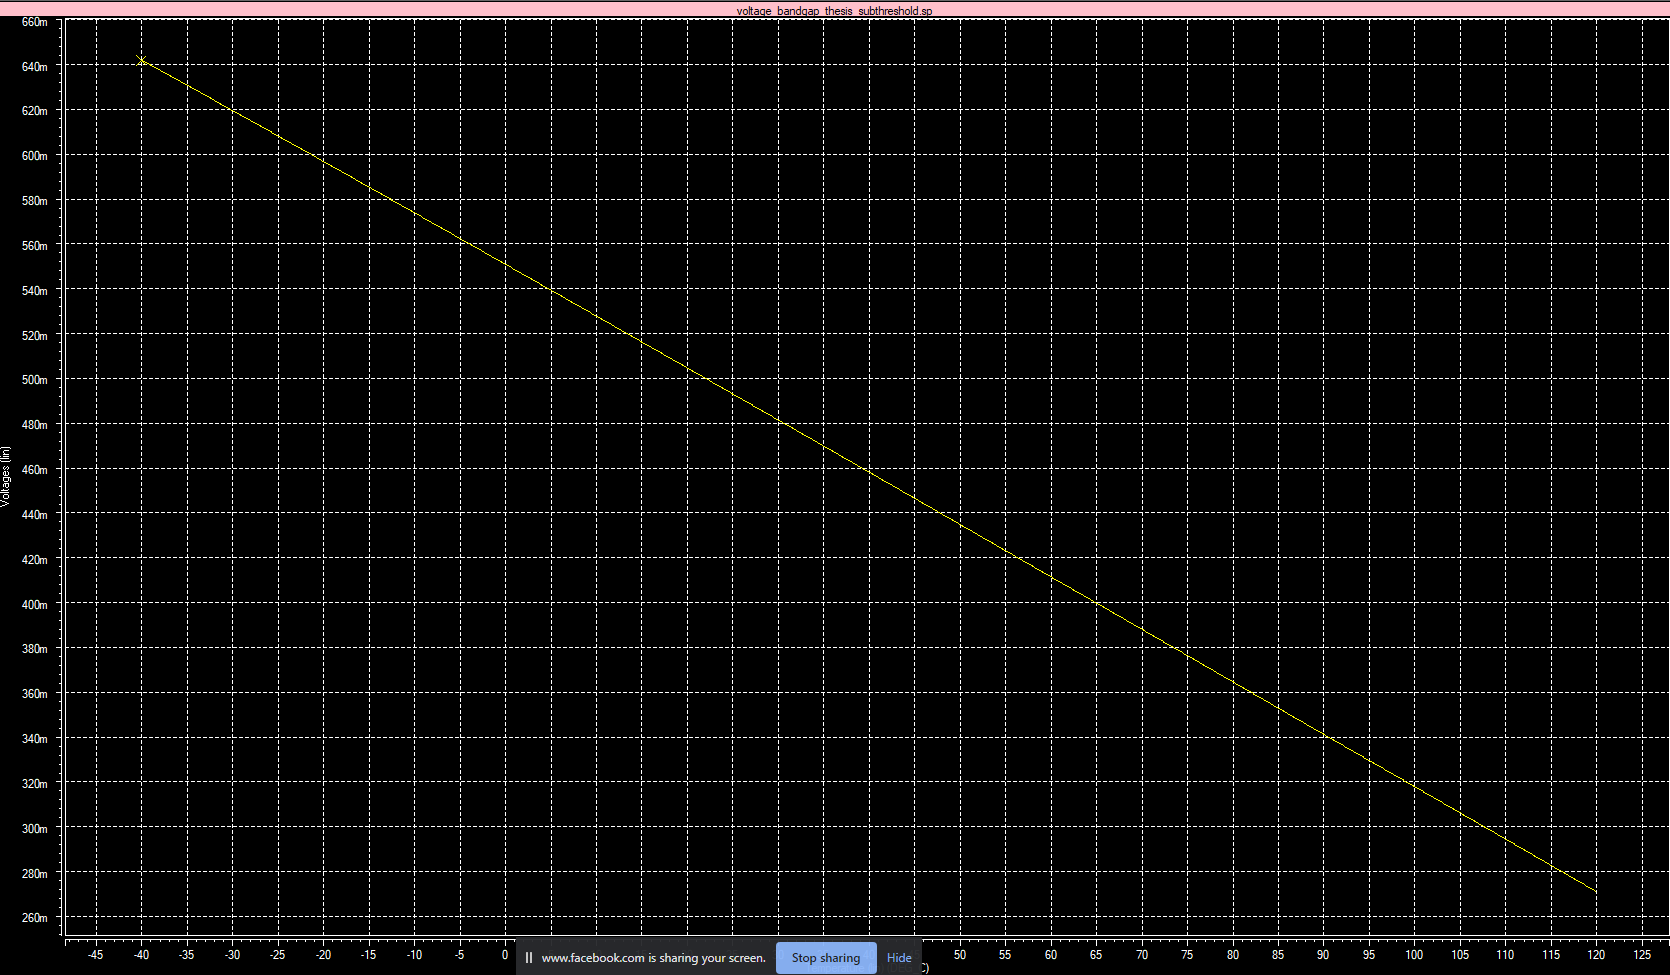 voltage_bandgap_thesis_subthreshold.sp
660m
640m
620m
600m
580m
560m
540m
520m
500m
480m
460m
440m
420m
400m
380m
360m
340m
320m
300m
280m
260m
Voltages (lin)
-45 -40 -35 -30 -25 -20 -15 -10 -5 0 50 55 60 65 70 75 80 85 90 95 100 105 110 115 120 125
www.facebook.com is sharing your screen. Stop sharing Hide
C)